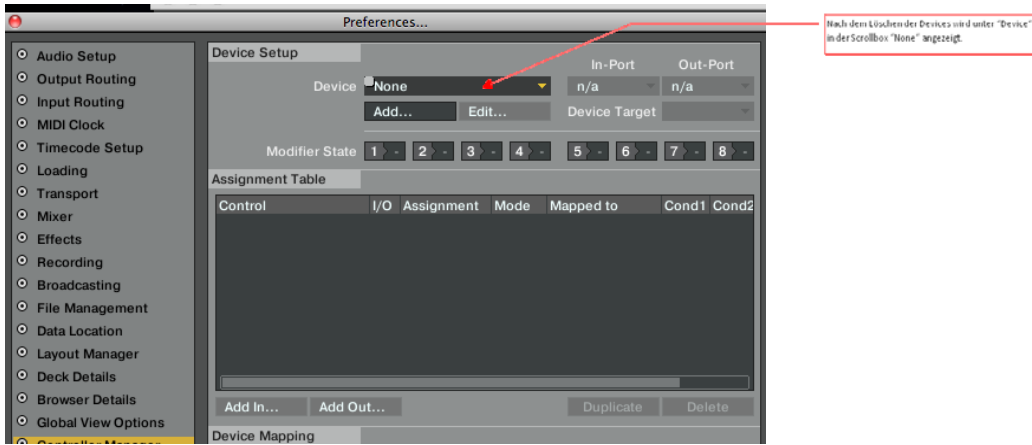 Preferences...
Nach dem Löschen der Devices wird unter "Device"
in der Scrollbox "None" angezeigt.
Audio Setup
Output Routing
Input Routing
MIDI Clock
Timecode Setup
Loading
Transport
Mixer
Effects
Recording
Broadcasting
File Management
Data Location
Layout Manager
Deck Details
Browser Details
Global View Options
Controller Manager
Device Setup
In-Port Out-Port
Device None n/a n/a
Add... Edit... Device Target
Modifier State 1 - 2 - 3 - 4 - 5 - 6 - 7 - 8 -
Assignment Table
Control I/O Assignment Mode Mapped to Cond1 Cond2
Add In... Add Out... Duplicate Delete
Device Mapping